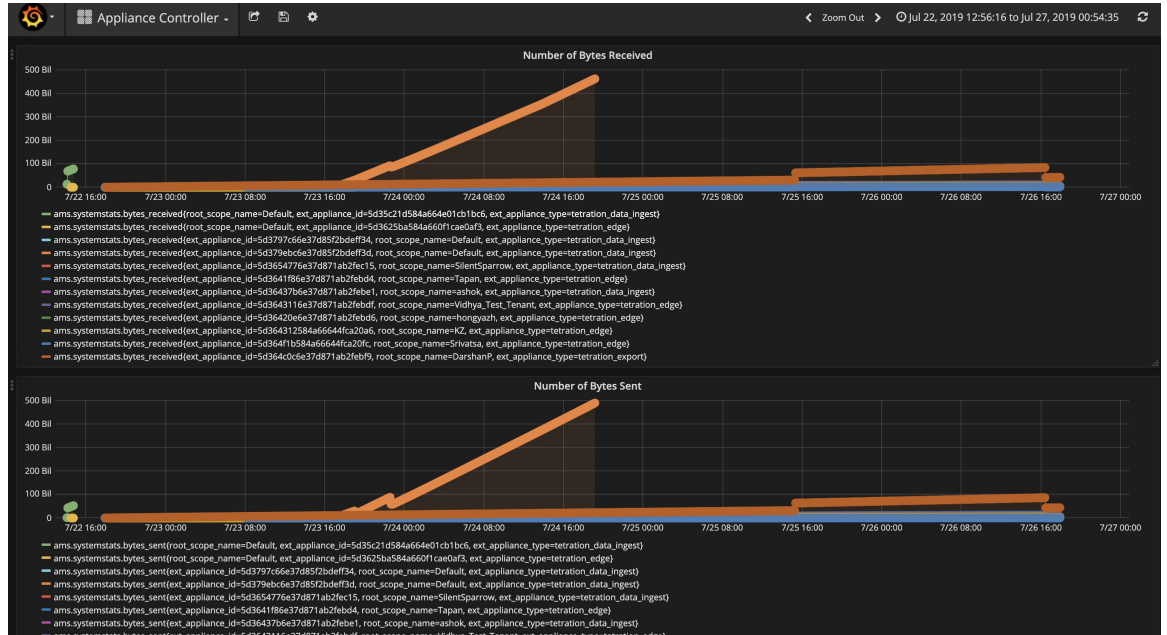 Appliance Controller
Zoom Out Jul 22, 2019 12:56:16 to Jul 27, 2019 00:54:35
Number of Bytes Received
500 Bil
400 Bil
300 Bil
200 Bil
100 Bil
0
7/22 16:00 7/23 00:00 7/23 08:00 7/23 16:00 7/24 00:00 7/24 08:00 7/24 16:00 7/25 00:00 7/25 08:00 7/25 16:00 7/26 00:00 7/26 08:00 7/26 16:00 7/27 00:00
ams.systemstats.bytes_received{root_scope_name=Default, ext_appliance_id=5d35c21d584a664e01cb1bc6, ext_appliance_type=tetration_data_ingest}
ams.systemstats.bytes_received{root_scope_name=Default, ext_appliance_id=5d3625ba584a660f1cae0af3, ext_appliance_type=tetration_edge}
ams.systemstats.bytes_received{ext_appliance_id=5d3797c66e37d85f2bdeff34, root_scope_name=Default, ext_appliance_type=tetration_data_ingest}
ams.systemstats.bytes_received{ext_appliance_id=5d379ebc6e37d85f2bdeff3d, root_scope_name=Default, ext_appliance_type=tetration_data_ingest}
ams.systemstats.bytes_received{ext_appliance_id=5d3654776e37d871ab2fec15, root_scope_name=SilentSparrow, ext_appliance_type=tetration_data_ingest}
ams.systemstats.bytes_received{ext_appliance_id=5d3641f86e37d871ab2febd4, root_scope_name=Tapan, ext_appliance_type=tetration_edge}
ams.systemstats.bytes_received{ext_appliance_id=5d36437b6e37d871ab2febe1, root_scope_name=ashok, ext_appliance_type=tetration_data_ingest}
ams.systemstats.bytes_received{ext_appliance_id=5d3643116e37d871ab2febdf, root_scope_name=Vidhya_Test_Tenant, ext_appliance_type=tetration_edge}
ams.systemstats.bytes_received{ext_appliance_id=5d36420e6e37d871ab2febd6, root_scope_name=hongyazh, ext_appliance_type=tetration_edge}
ams.systemstats.bytes_received{ext_appliance_id=5d364312584a66644fca20a6, root_scope_name=KZ, ext_appliance_type=tetration_edge}
ams.systemstats.bytes_received{ext_appliance_id=5d364f1b584a66644fca20fc, root_scope_name=Srivatsa, ext_appliance_type=tetration_edge}
ams.systemstats.bytes_received{ext_appliance_id=5d364c0c6e37d871ab2febf9, root_scope_name=DarshanP, ext_appliance_type=tetration_export}
Number of Bytes Sent
500 Bil
400 Bil
300 Bil
200 Bil
100 Bil
0
7/22 16:00 7/23 00:00 7/23 08:00 7/23 16:00 7/24 00:00 7/24 08:00 7/24 16:00 7/25 00:00 7/25 08:00 7/25 16:00 7/26 00:00 7/26 08:00 7/26 16:00 7/27 00:00
ams.systemstats.bytes_sent{root_scope_name=Default, ext_appliance_id=5d35c21d584a664e01cb1bc6, ext_appliance_type=tetration_data_ingest}
ams.systemstats.bytes_sent{root_scope_name=Default, ext_appliance_id=5d3625ba584a660f1cae0af3, ext_appliance_type=tetration_edge}
ams.systemstats.bytes_sent{ext_appliance_id=5d3797c66e37d85f2bdeff34, root_scope_name=Default, ext_appliance_type=tetration_data_ingest}
ams.systemstats.bytes_sent{ext_appliance_id=5d379ebc6e37d85f2bdeff3d, root_scope_name=Default, ext_appliance_type=tetration_data_ingest}
ams.systemstats.bytes_sent{ext_appliance_id=5d3654776e37d871ab2fec15, root_scope_name=SilentSparrow, ext_appliance_type=tetration_data_ingest}
ams.systemstats.bytes_sent{ext_appliance_id=5d3641f86e37d871ab2febd4, root_scope_name=Tapan, ext_appliance_type=tetration_edge}
ams.systemstats.bytes_sent{ext_appliance_id=5d36437b6e37d871ab2febe1, root_scope_name=ashok, ext_appliance_type=tetration_data_ingest}